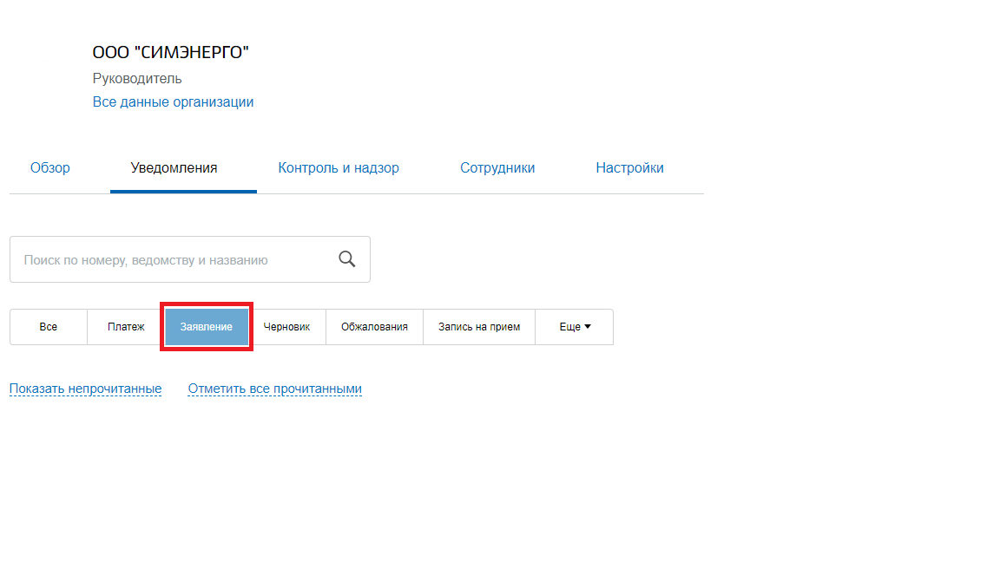 ООО "СИМЭНЕРГО"
Руководитель
Все данные организации
Обзор Уведомления Контроль и надзор Сотрудники Настройки
Поиск по номеру, ведомству и названию
Все Платеж Заявление Черновик Обжалования Запись на прием Еще
Показать непрочитанные Отметить все прочитанными